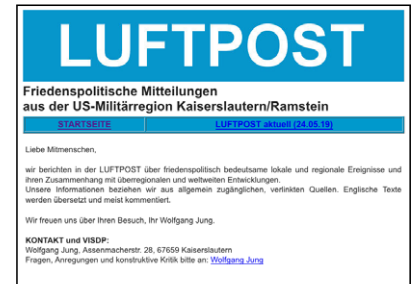 LUFTPOST
Friedenspolitische Mitteilungen
aus der US-Militärregion Kaiserslautern/Ramstein
STARTSEITE LUFTPOST aktuell (24.05.19)
Liebe Mitmenschen,
wir berichten in der LUFTPOST über friedenspolitisch bedeutsame lokale und regionale Ereignisse und
ihren Zusammenhang mit überregionalen und weltweiten Entwicklungen.
Unsere Informationen beziehen wir aus allgemein zugänglichen, verlinkten Quellen. Englische Texte
werden übersetzt und meist kommentiert.
Wir freuen uns über Ihren Besuch, Ihr Wolfgang Jung.
KONTAKT und VISDP:
Wolfgang Jung, Assenmacherstr. 28, 67659 Kaiserslautern
Fragen, Anregungen und konstruktive Kritik bitte an: Wolfgang Jung